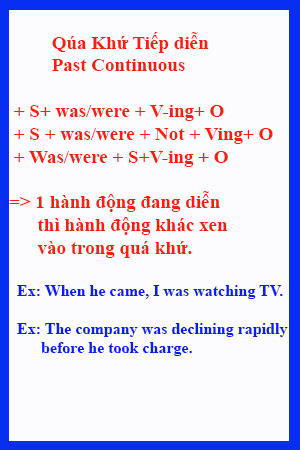 Qúa Khứ Tiếp diễn
Past Continuous
+ S+ was/were + V-ing+ O
+ S + was/were + Not + Ving+ O
+ Was/were + S+V-ing + O
=> 1 hành động đang diễn
thì hành động khác xen
vào trong quá khứ.
Ex: When he came, I was watching TV.
Ex: The company was declining rapidly
before he took charge.